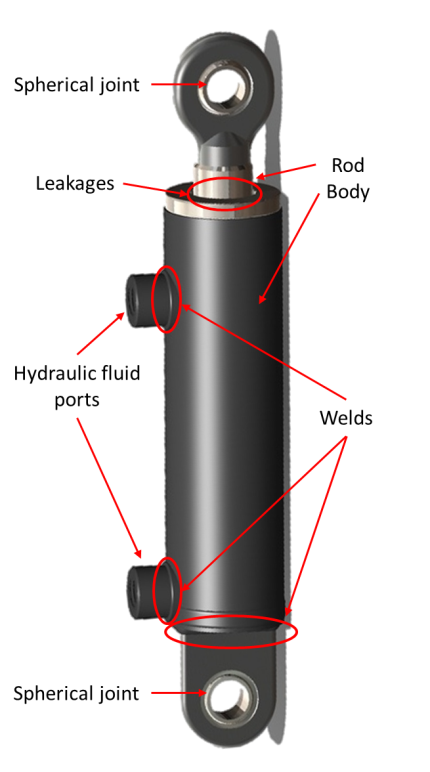 Spherical joint
Leakages
Rod
Body
Hydraulic fluid
ports
Welds
Spherical joint